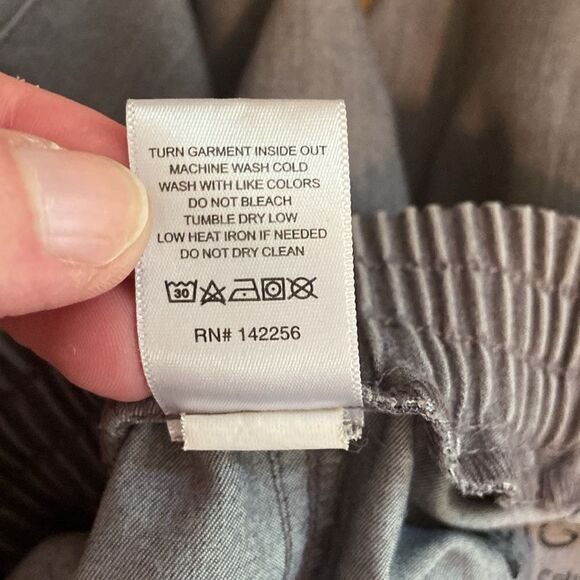 TURN GARMENT INSIDE OUT
MACHINE WASH COLD
WASH WITH LIKE COLORS
DO NOT BLEACH
TUMBLE DRY LOW
LOW HEAT IRON IF NEEDED
DO NOT DRY CLEAN
30
RN# 142256